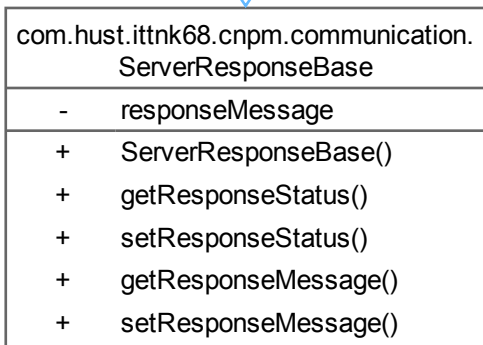 com.hust.ittnk68.cnpm.communication.
ServerResponseBase
- responseMessage
+ ServerResponseBase()
+ getResponseStatus()
+ setResponseStatus()
+ getResponseMessage()
+ setResponseMessage()